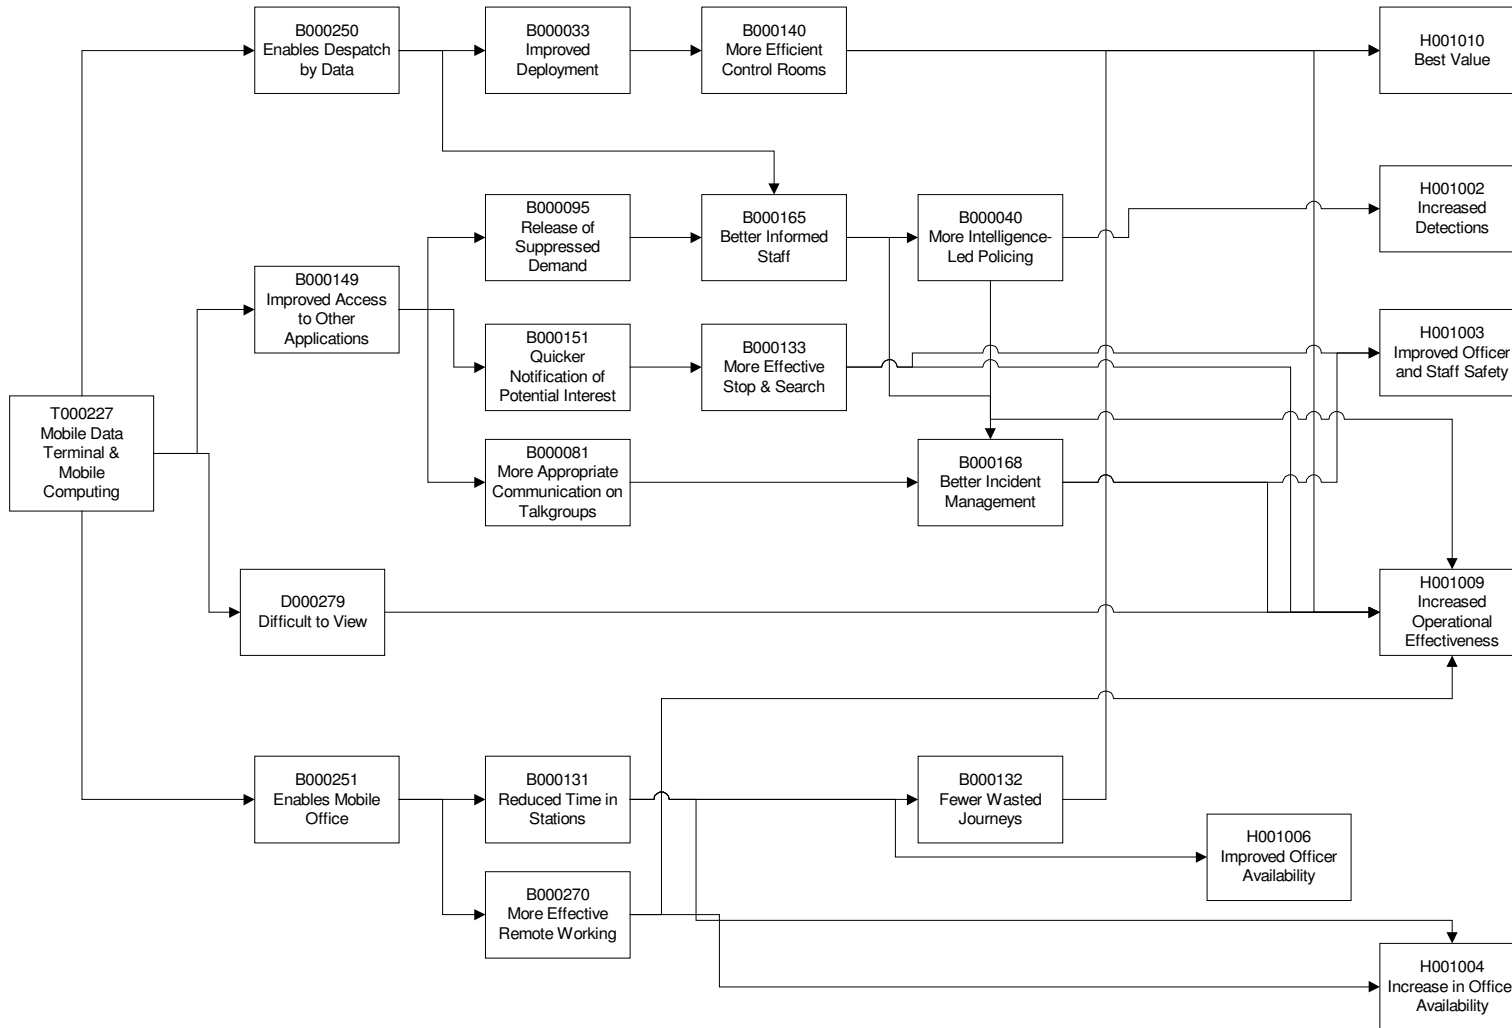 B000250
Enables Despatch
by Data
B000033
Improved
Deployment
B000140
More Efficient
Control Rooms
H001010
Best Value
B000095
Release of
Suppressed
Demand
B000165
Better Informed
Staff
B000040
More Intelligence-
Led Policing
H001002
Increased
Detections
B000149
Improved Access
to Other
Applications
B000151
Quicker
Notification of
Potential Interest
B000133
More Effective
Stop & Search
H001003
Improved Officer
and Staff Safety
T000227
Mobile Data
Terminal &
Mobile
Computing
B000081
More Appropriate
Communication on
Talkgroups
B000168
Better Incident
Management
D000279
Difficult to View
H001009
Increased
Operational
Effectiveness
B000251
Enables Mobile
Office
B000131
Reduced Time in
Stations
B000132
Fewer Wasted
Journeys
H001006
Improved Officer
Availability
B000270
More Effective
Remote Working
H001004
Increase in Office
Availability